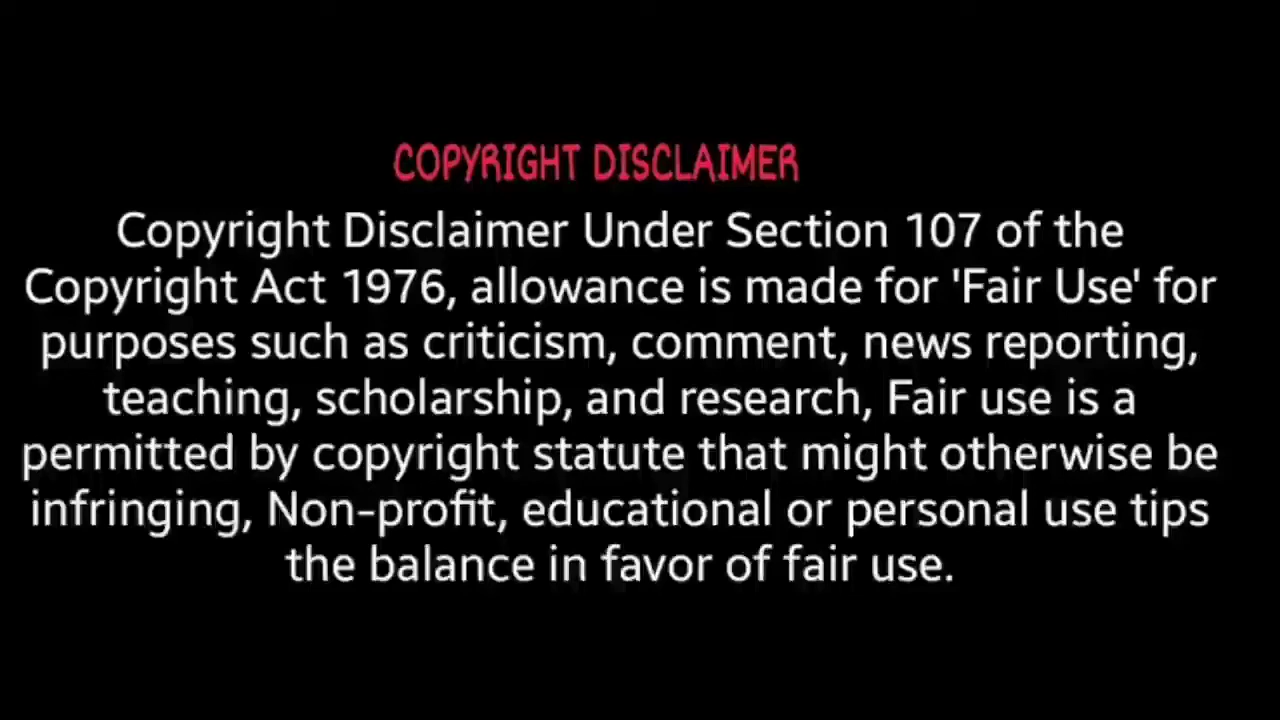 COPYRIGHT DISCLAIMER
Copyright Disclaimer Under Section 107 of the
Copyright Act 1976, allowance is made for 'Fair Use' for
purposes such as criticism, comment, news reporting,
teaching, scholarship, and research, Fair use is a
permitted by copyright statute that might otherwise be
infringing, Non-profit, educational or personal use tips
the balance in favor of fair use.